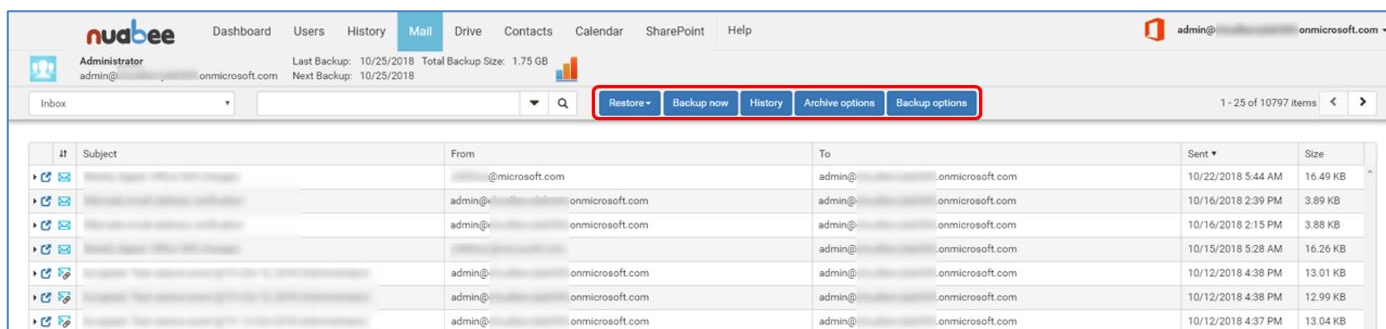 nuabee Dashboard Users History Mail Drive Contacts Calendar SharePoint Help admin@ onmicrosoft.com
Administrator Last Backup: 10/25/2018 Total Backup Size: 1.75 GB
admin@ onmicrosoft.com Next Backup: 10/25/2018
Inbox Restore Backup now History Archive options Backup options 1 - 25 of 10797 items
Subject From To Sent Size
@microsoft.com admin@ .onmicrosoft.com 10/22/2018 5:44 AM 16.49 KB
admin@ onmicrosoft.com admin@ .onmicrosoft.com 10/16/2018 2:39 PM 3.89 KB
admin@ onmicrosoft.com admin@ .onmicrosoft.com 10/16/2018 2:15 PM 3.88 KB
admin@ .onmicrosoft.com 10/15/2018 5:28 AM 16.26 KB
admin@ .onmicrosoft.com admin@ .onmicrosoft.com 10/12/2018 4:38 PM 13.01 KB
admin@ .onmicrosoft.com admin@ .onmicrosoft.com 10/12/2018 4:38 PM 12.99 KB
admin@ .onmicrosoft.com admin@ .onmicrosoft.com 10/12/2018 4:37 PM 13.04 KB